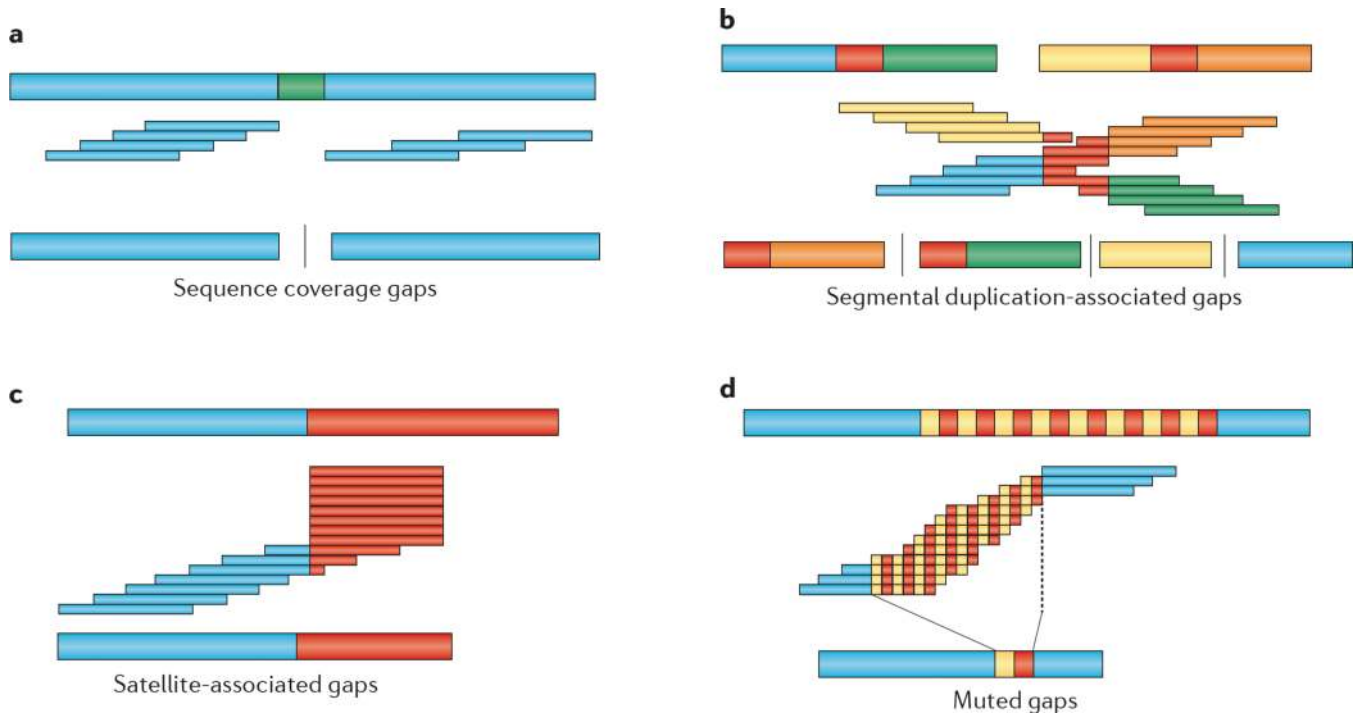 a
Sequence coverage gaps
b
Segmental duplication-associated gaps
c
Satellite-associated gaps
d
Muted gaps